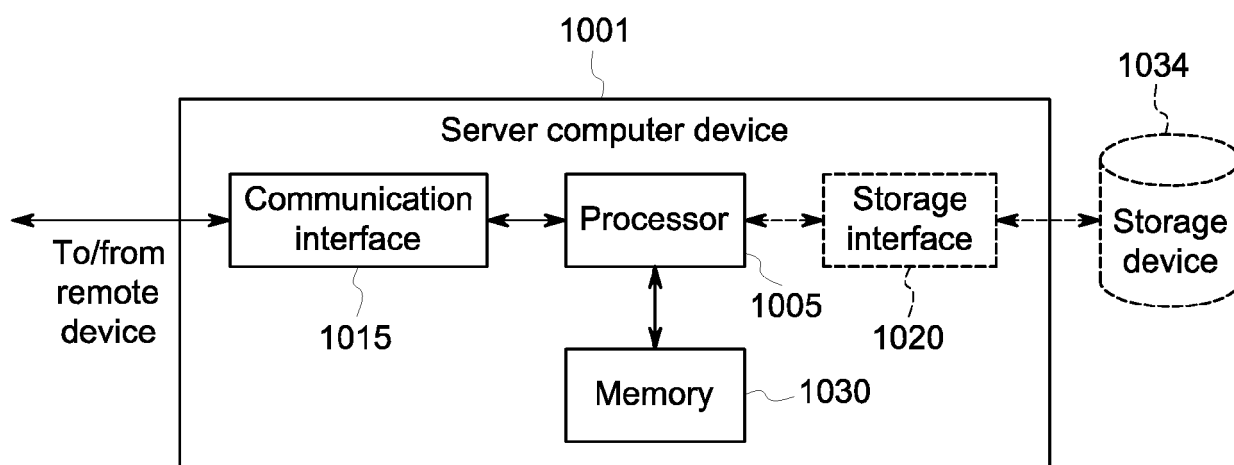 1001
1034
Server computer device
Communication
interface
Processor
Storage
interface
Storage
device
To/from
remote
device
1015
1005
1020
Memory
1030